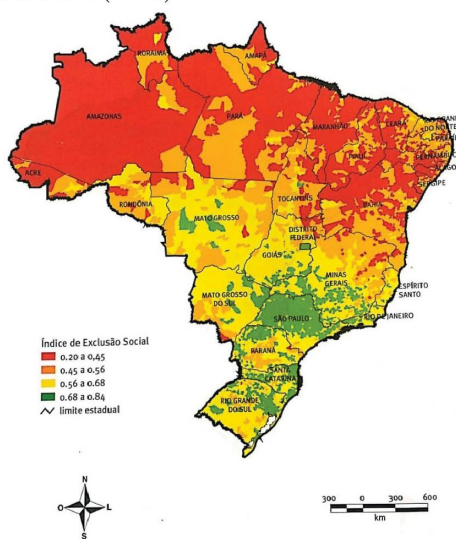 RORAIMA
AMAPÁ
AMAZONAS
PARÁ
MARANHÃO
CEARÁ
DO NORTE
PIAUÍ
PERNAMBUCO
ACRE
SERGIPE
RONDÔNIA
TOCANTINS
BAHIA
MATO GROSSO
DISTRITO
FEDERAL
GOIÁS
MINAS
GERAIS
ESPÍRITO
SANTO
MATO GROSSO
DO SUL
SÃO PAULO
RIO DE JANEIRO
PARANÁ
SANTA
CATARINA
RIO GRANDE
DO SUL
Índice de Exclusão Social
0.20 a 0,45
0.45 a 0.56
0.56 a 0.68
0.68 a 0.84
limite estadual
N
O L
S
300 0 300 600
km